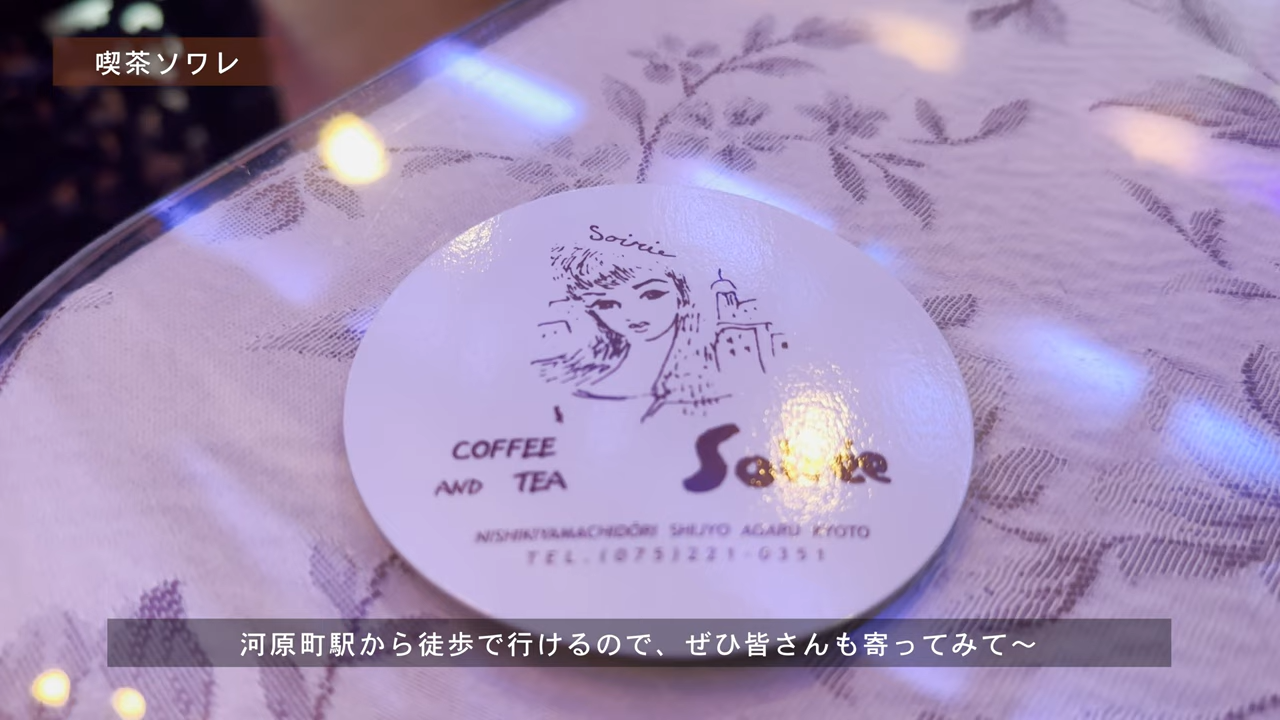 喫茶ソワレ
Soirie
COFFEE
AND TEA
NISHIKIYAMACHIDŌRI SHIJYO AGARU KYOTO
TEL.(075)221-0351
河原町駅から徒歩で行けるので、ぜひ皆さんも寄ってみて～